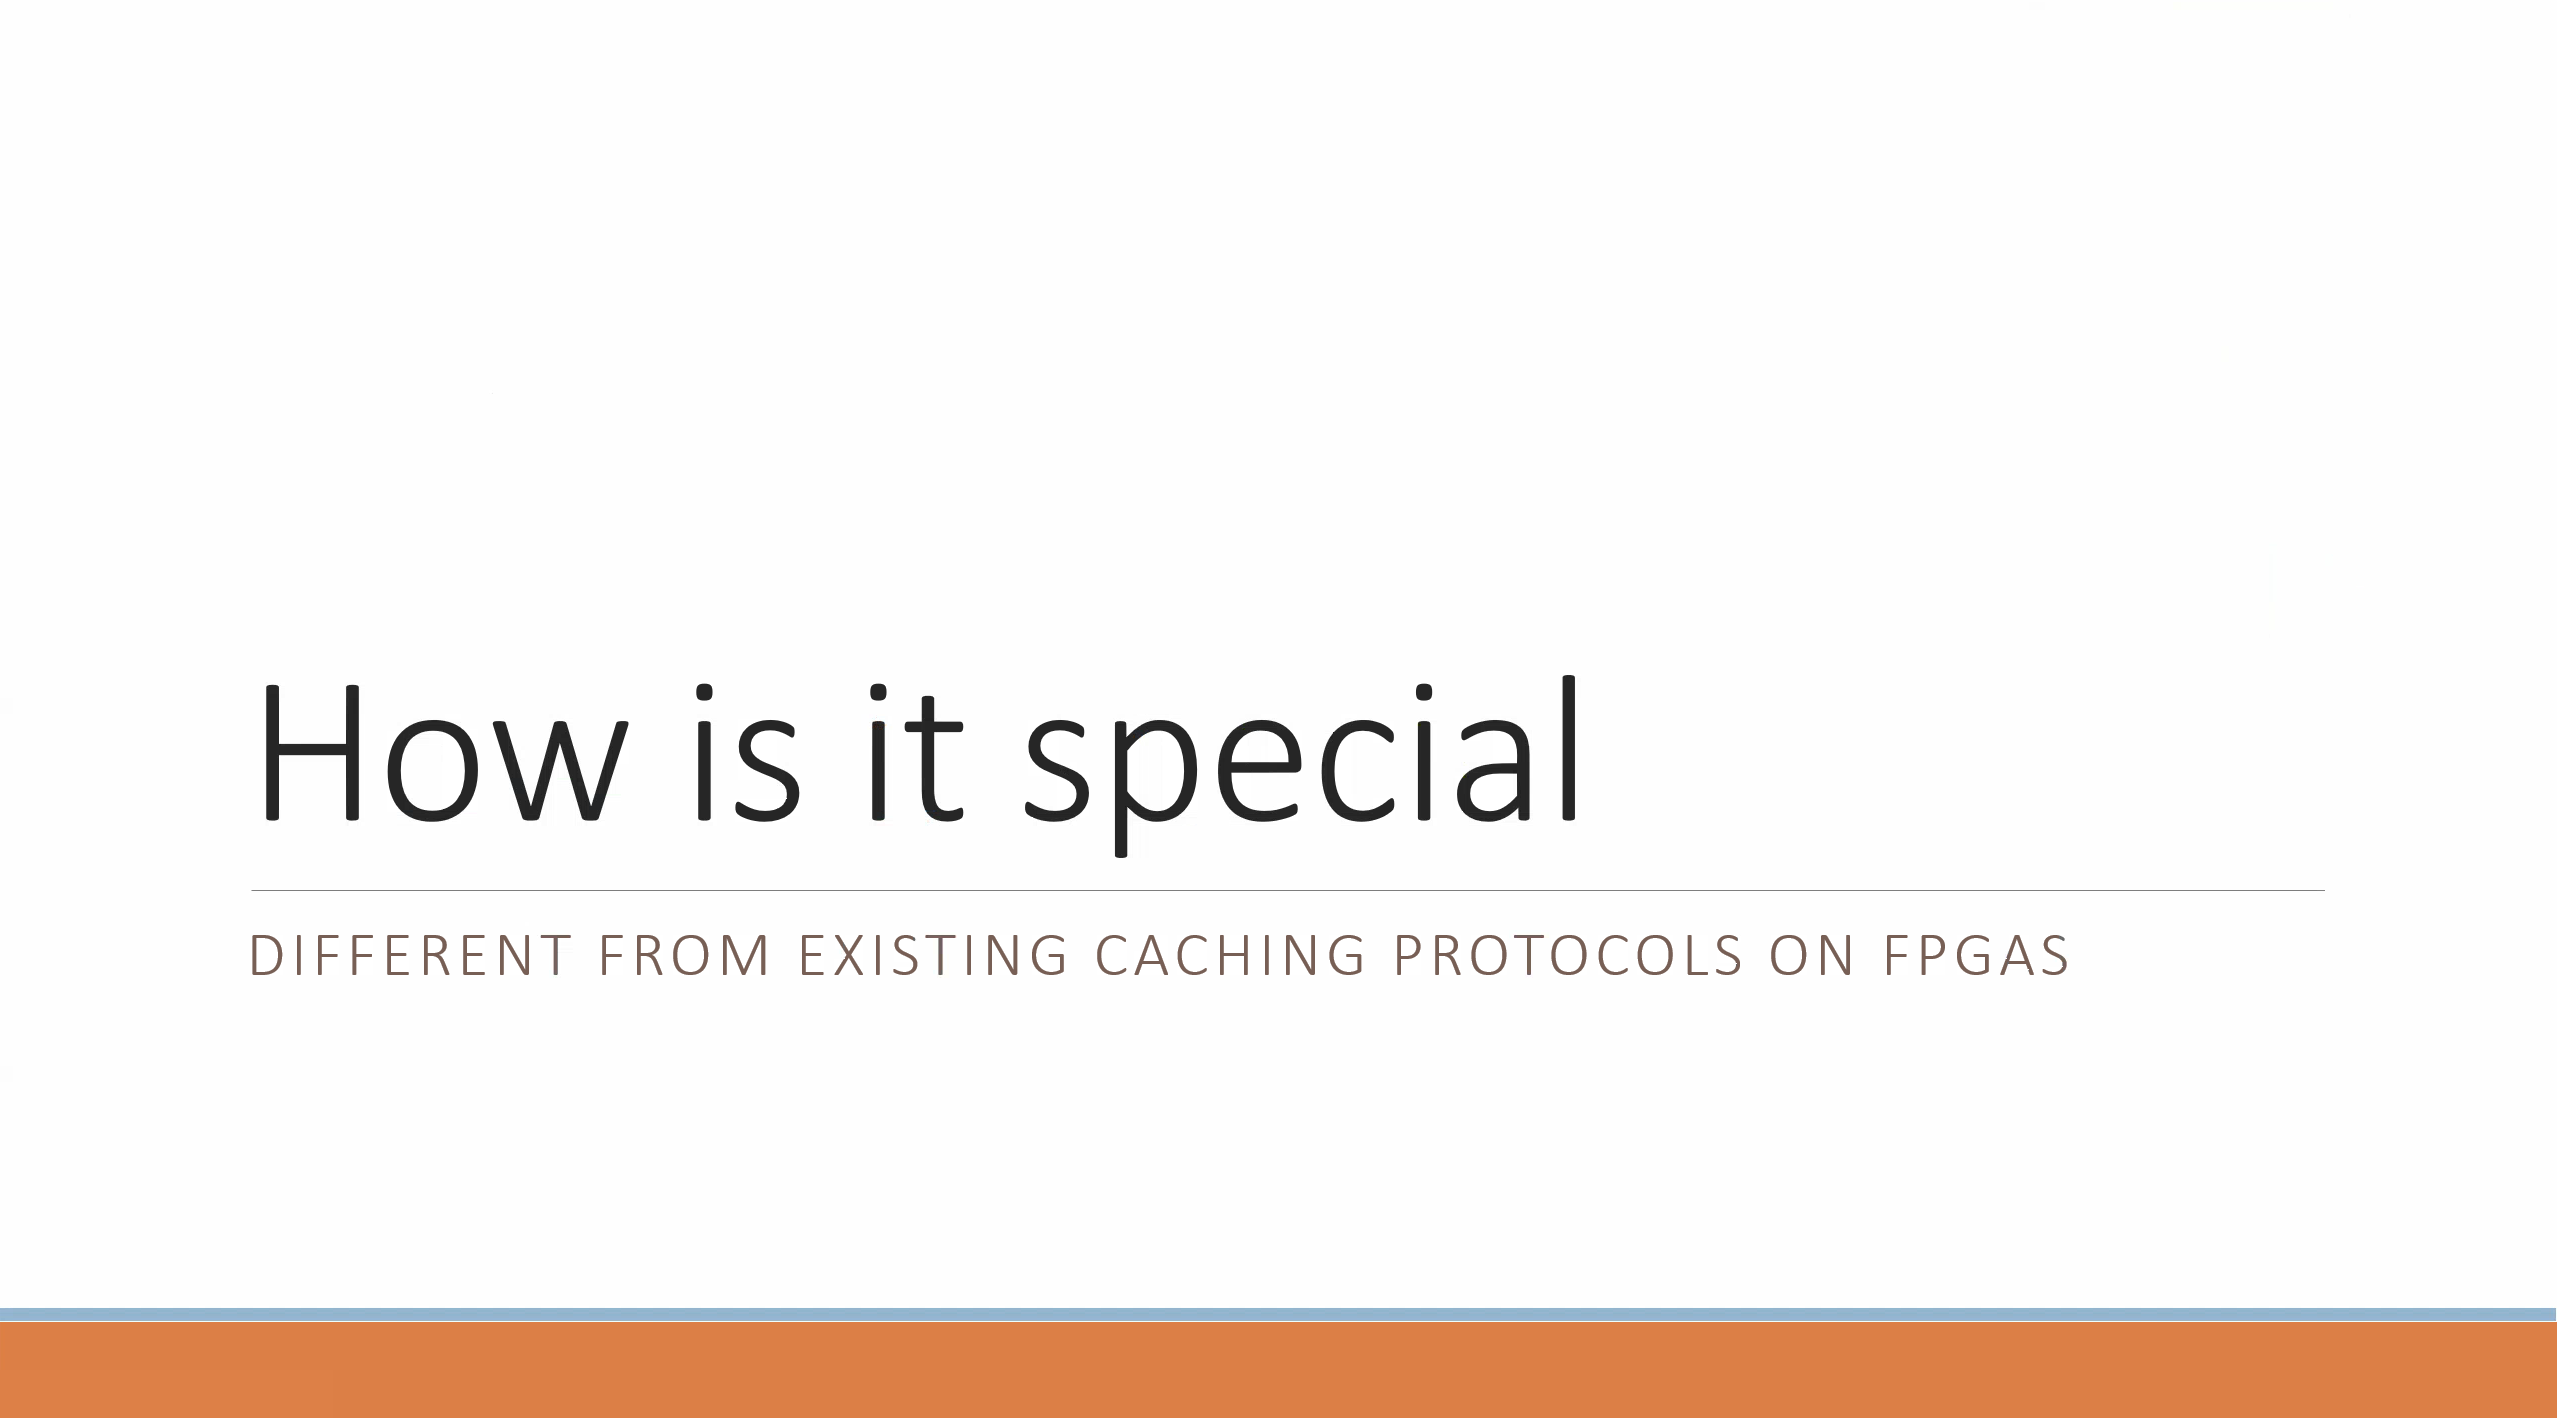 How is it special
DIFFERENT FROM EXISTING CACHING PROTOCOLS ON FPGAS